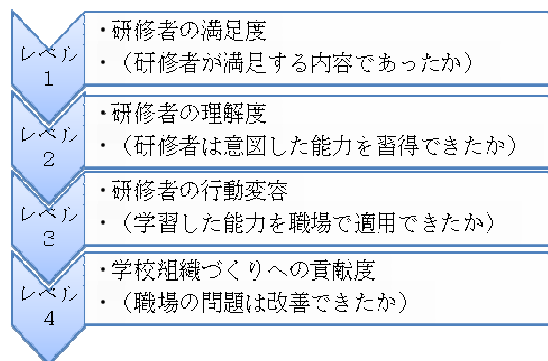 レベル
1
・研修者の満足度
・(研修者が満足する内容であったか)
レベル
2
・研修者の理解度
・(研修者は意図した能力を習得できたか)
レベル
3
・研修者の行動変容
・(学習した能力を職場で適用できたか)
レベル
4
・学校組織づくりへの貢献度
・(職場の問題は改善できたか)